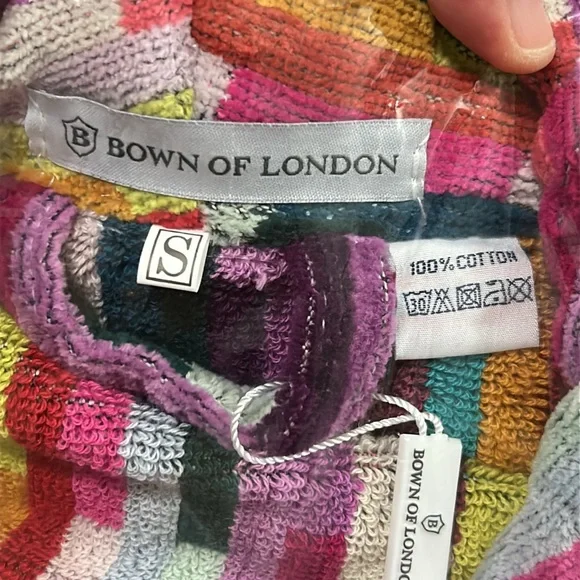 B BOWN OF LONDON
S
100% COTTON
30
B
BOWN OF LONDON